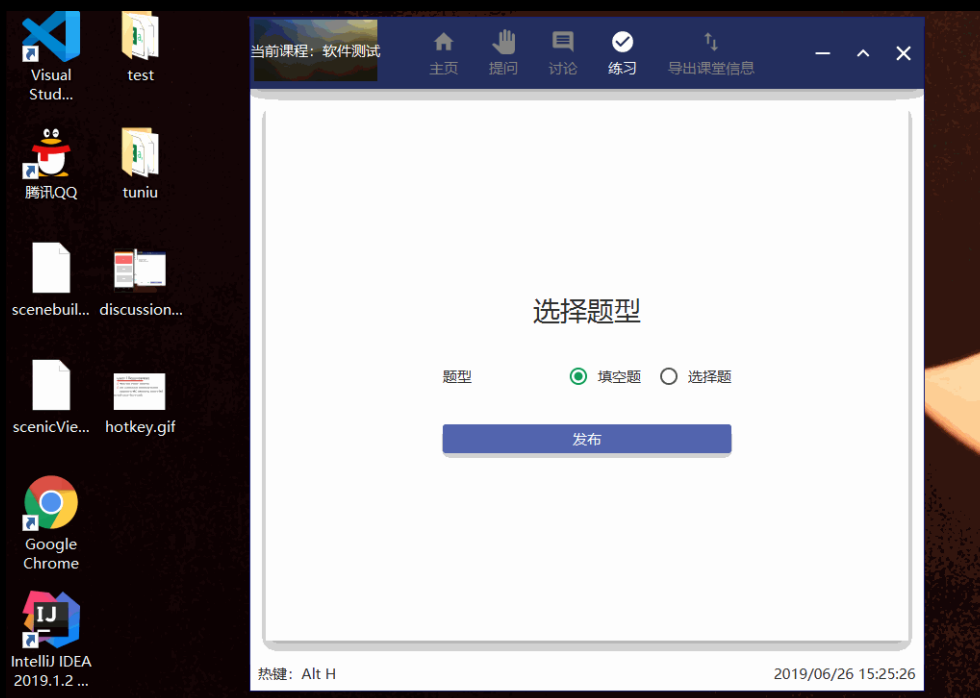 Visual
Stud...
test
腾讯QQ
tuniu
scenebuil...
discussion...
scenicVie...
hotkey.gif
Google
Chrome
IJ
IntelliJ IDEA
2019.1.2 ...
当前课程：软件测试
主页
提问
讨论
练习
导出课堂信息
选择题型
题型
填空题
选择题
发布
热键：Alt H
2019/06/26 15:25:26